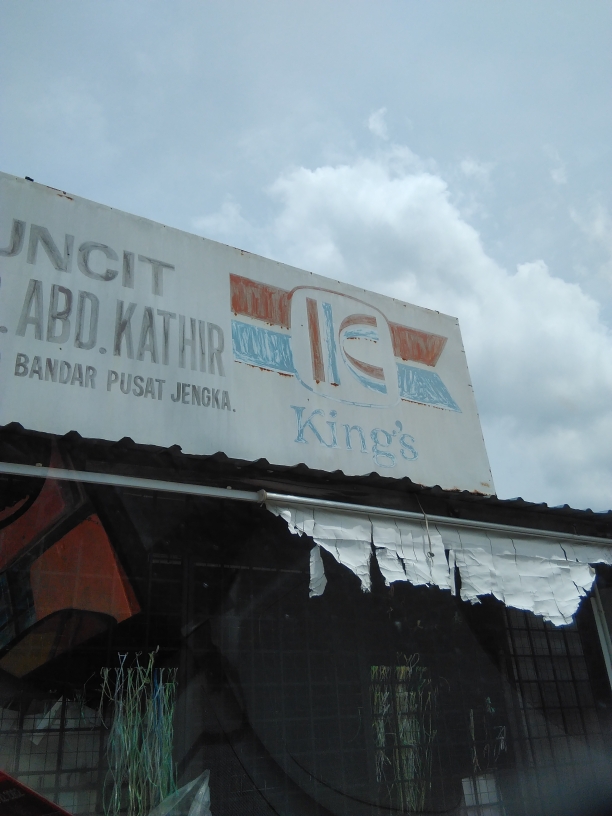 UNCIT
. ABD. KATHIR
BANDAR PUSAT JENGKA.
K
King's